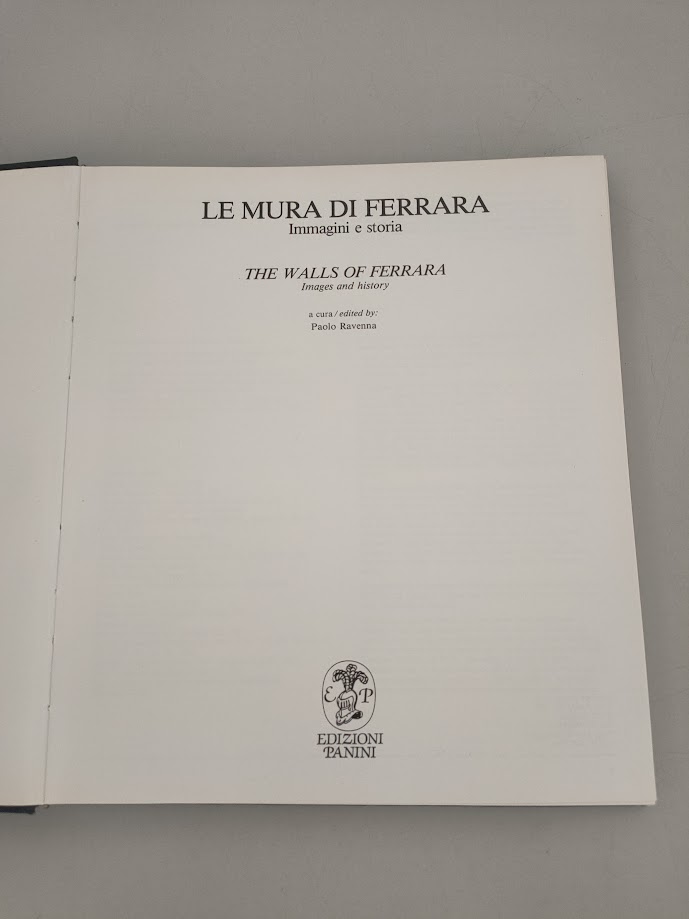 LE MURA DI FERRARA
Immagini e storia
THE WALLS OF FERRARA
Images and history
a cura / edited by:
Paolo Ravenna
E P
EDIZIONI
PANINI